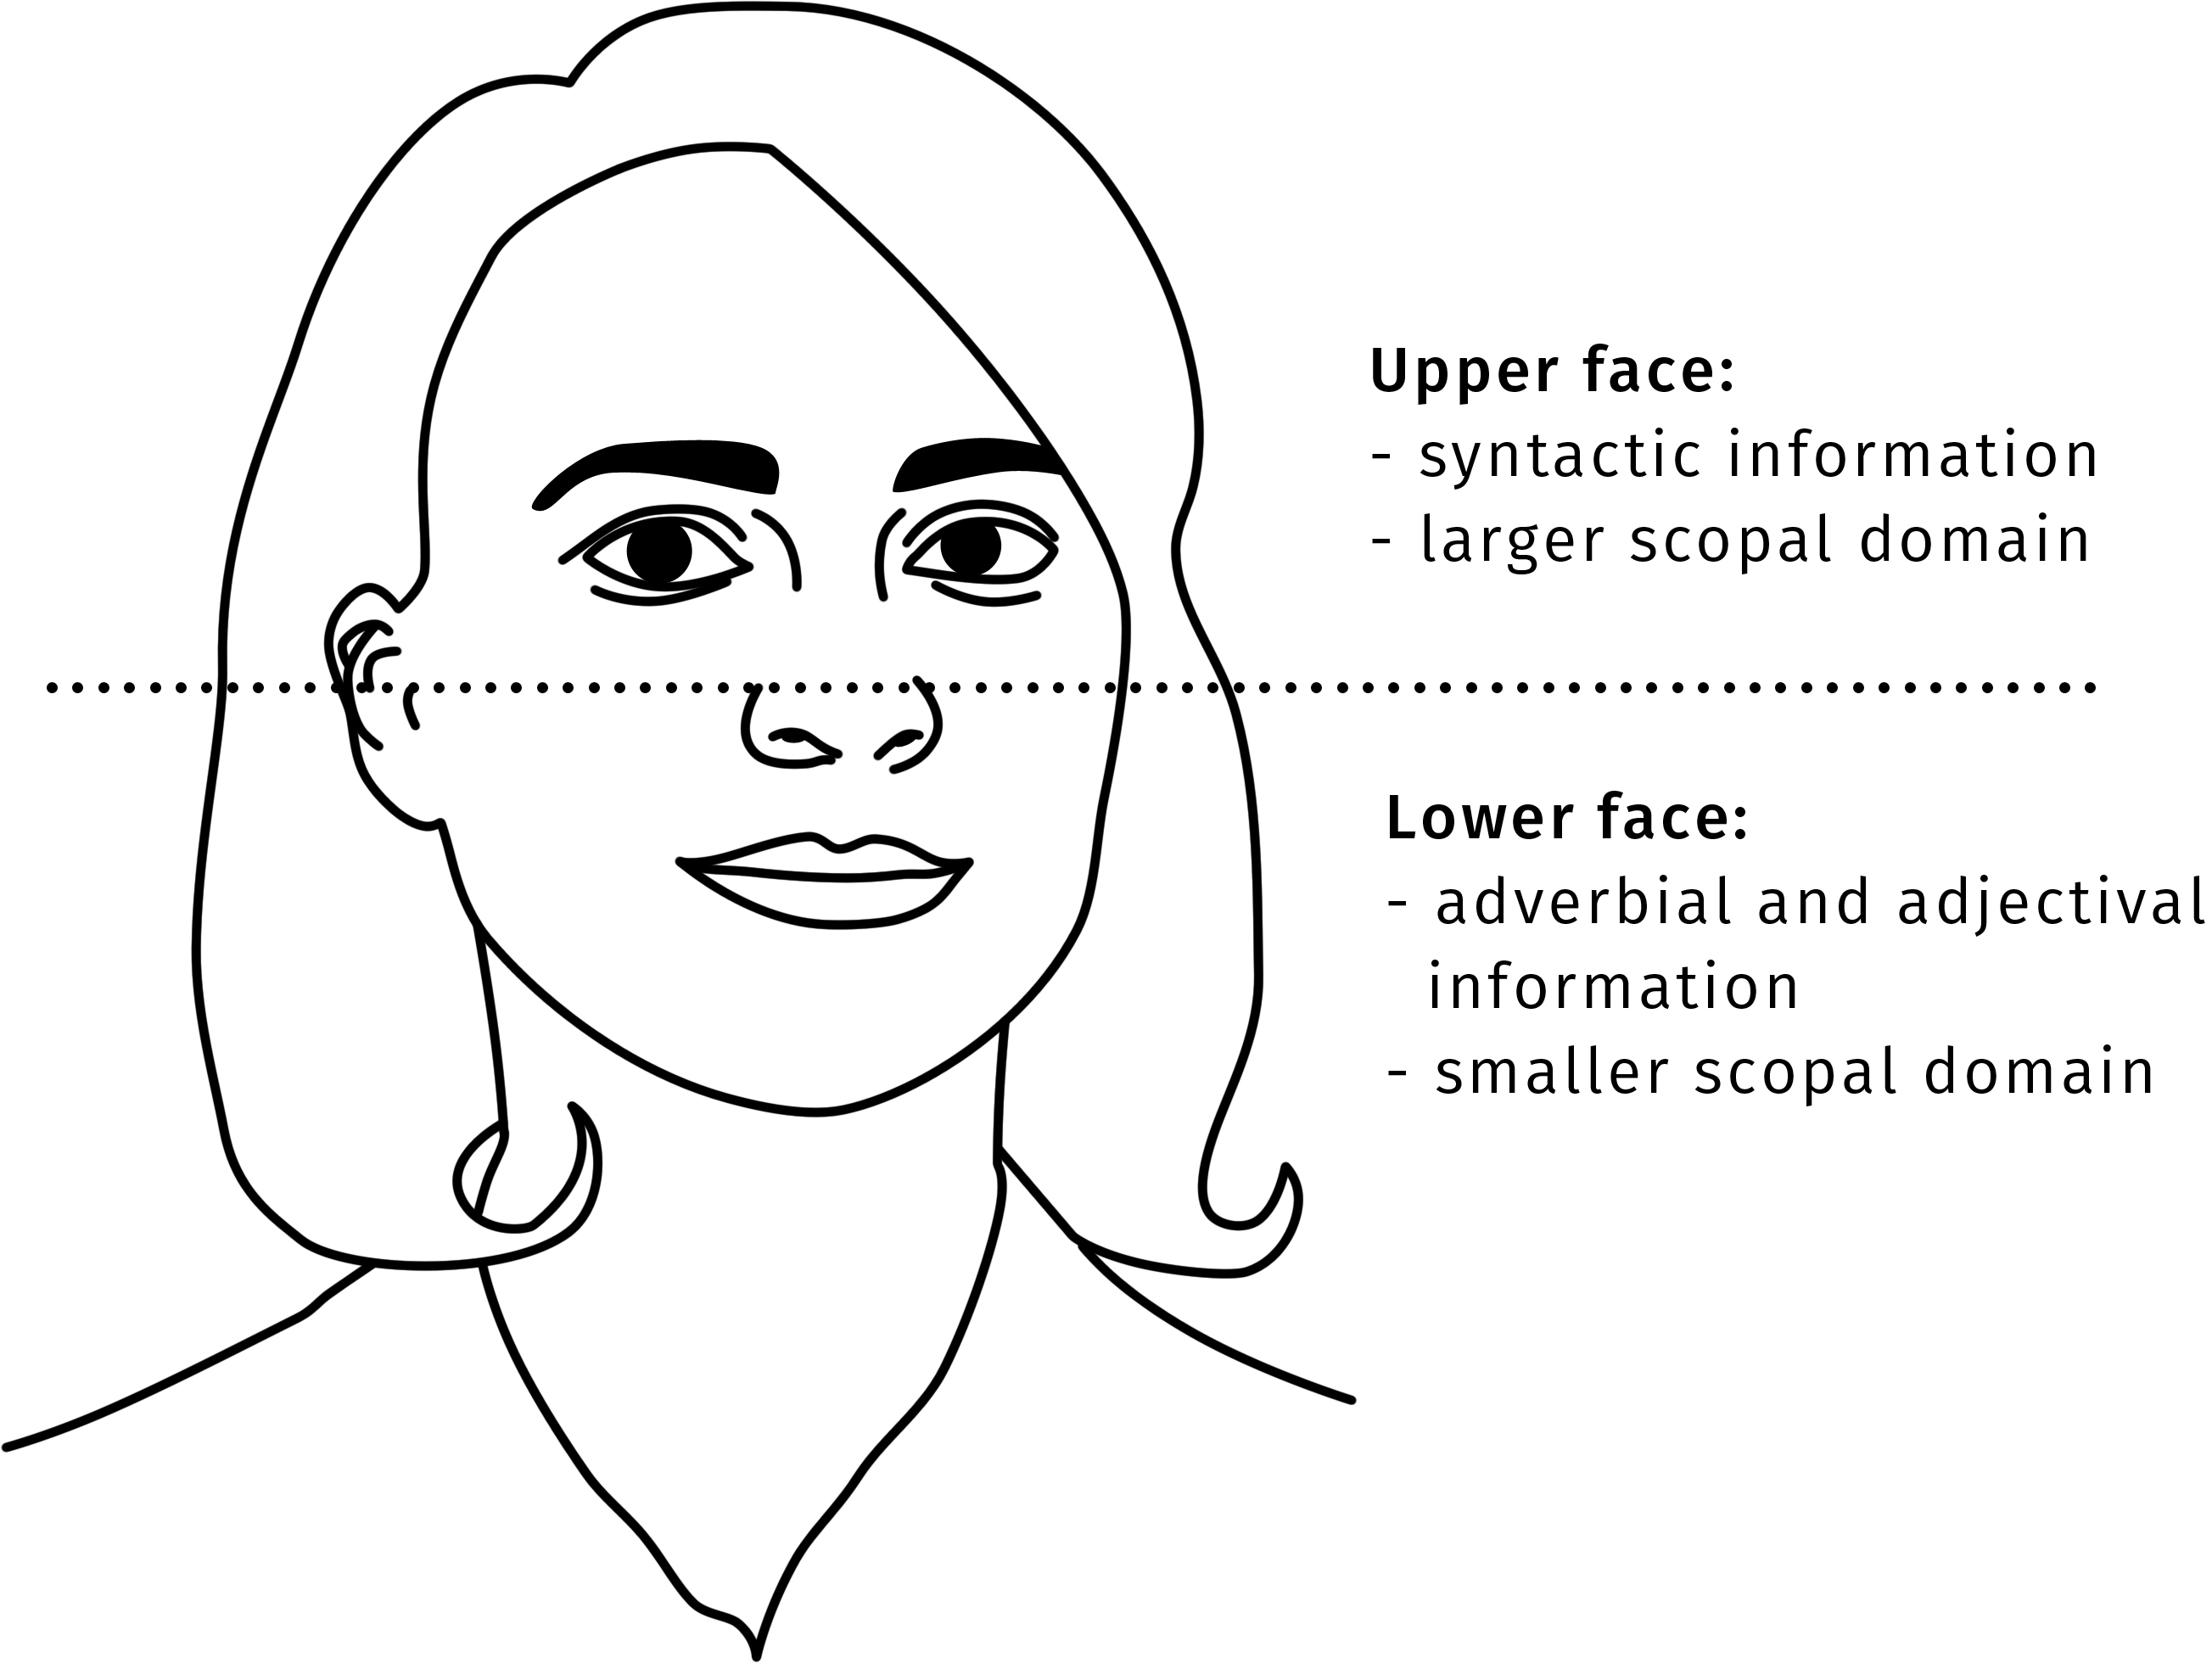 Upper face:
- syntactic information
- larger scopal domain
Lower face:
- adverbial and adjectival
information
- smaller scopal domain